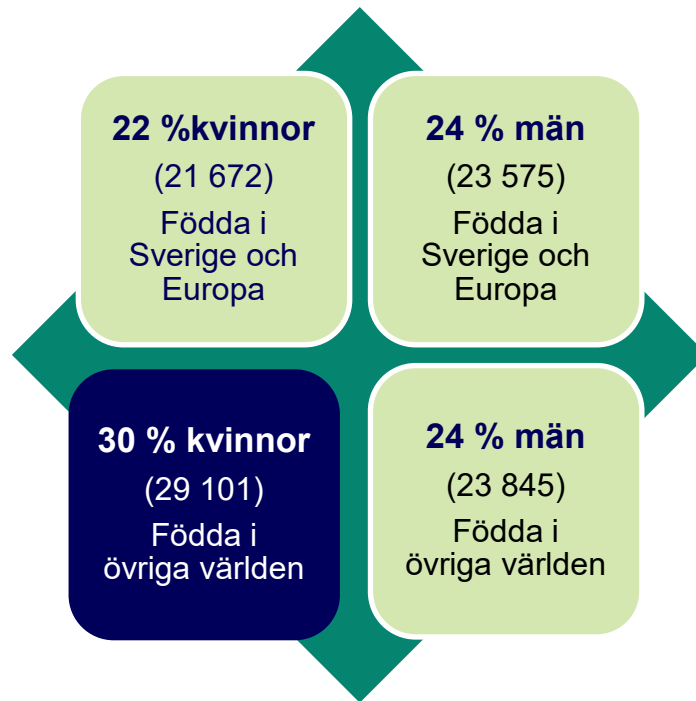 22 %kvinnor
(21 672)
Födda i
Sverige och
Europa
24 % män
(23 575)
Födda i
Sverige och
Europa
30 % kvinnor
(29 101)
Födda i
övriga världen
24 % män
(23 845)
Födda i
övriga världen